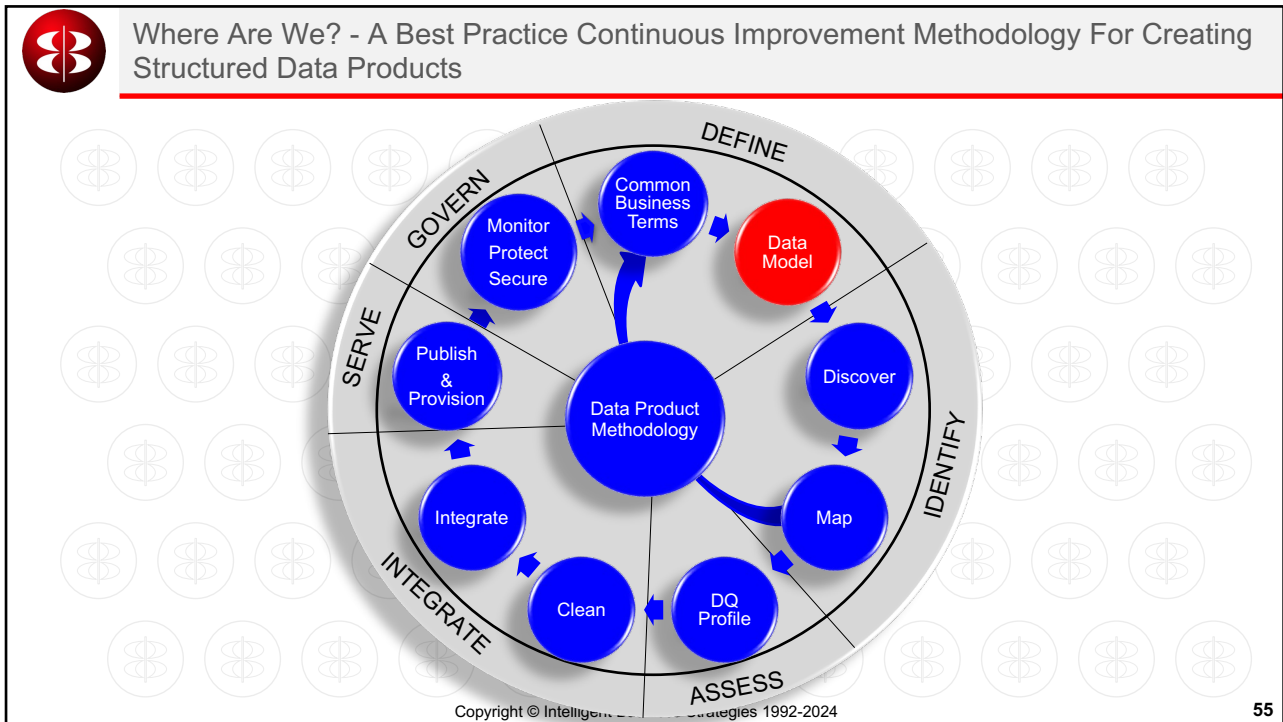 Where Are We? - A Best Practice Continuous Improvement Methodology For Creating
Structured Data Products
DEFINE
Common
Business
Terms
Data
Model
IDENTIFY
Discover
Map
ASSESS
DQ
Profile
INTEGRATE
Clean
Integrate
SERVE
Publish
&
Provision
GOVERN
Monitor
Protect
Secure
Data Product
Methodology
Copyright © Intelligent Strategies 1992-2024
55